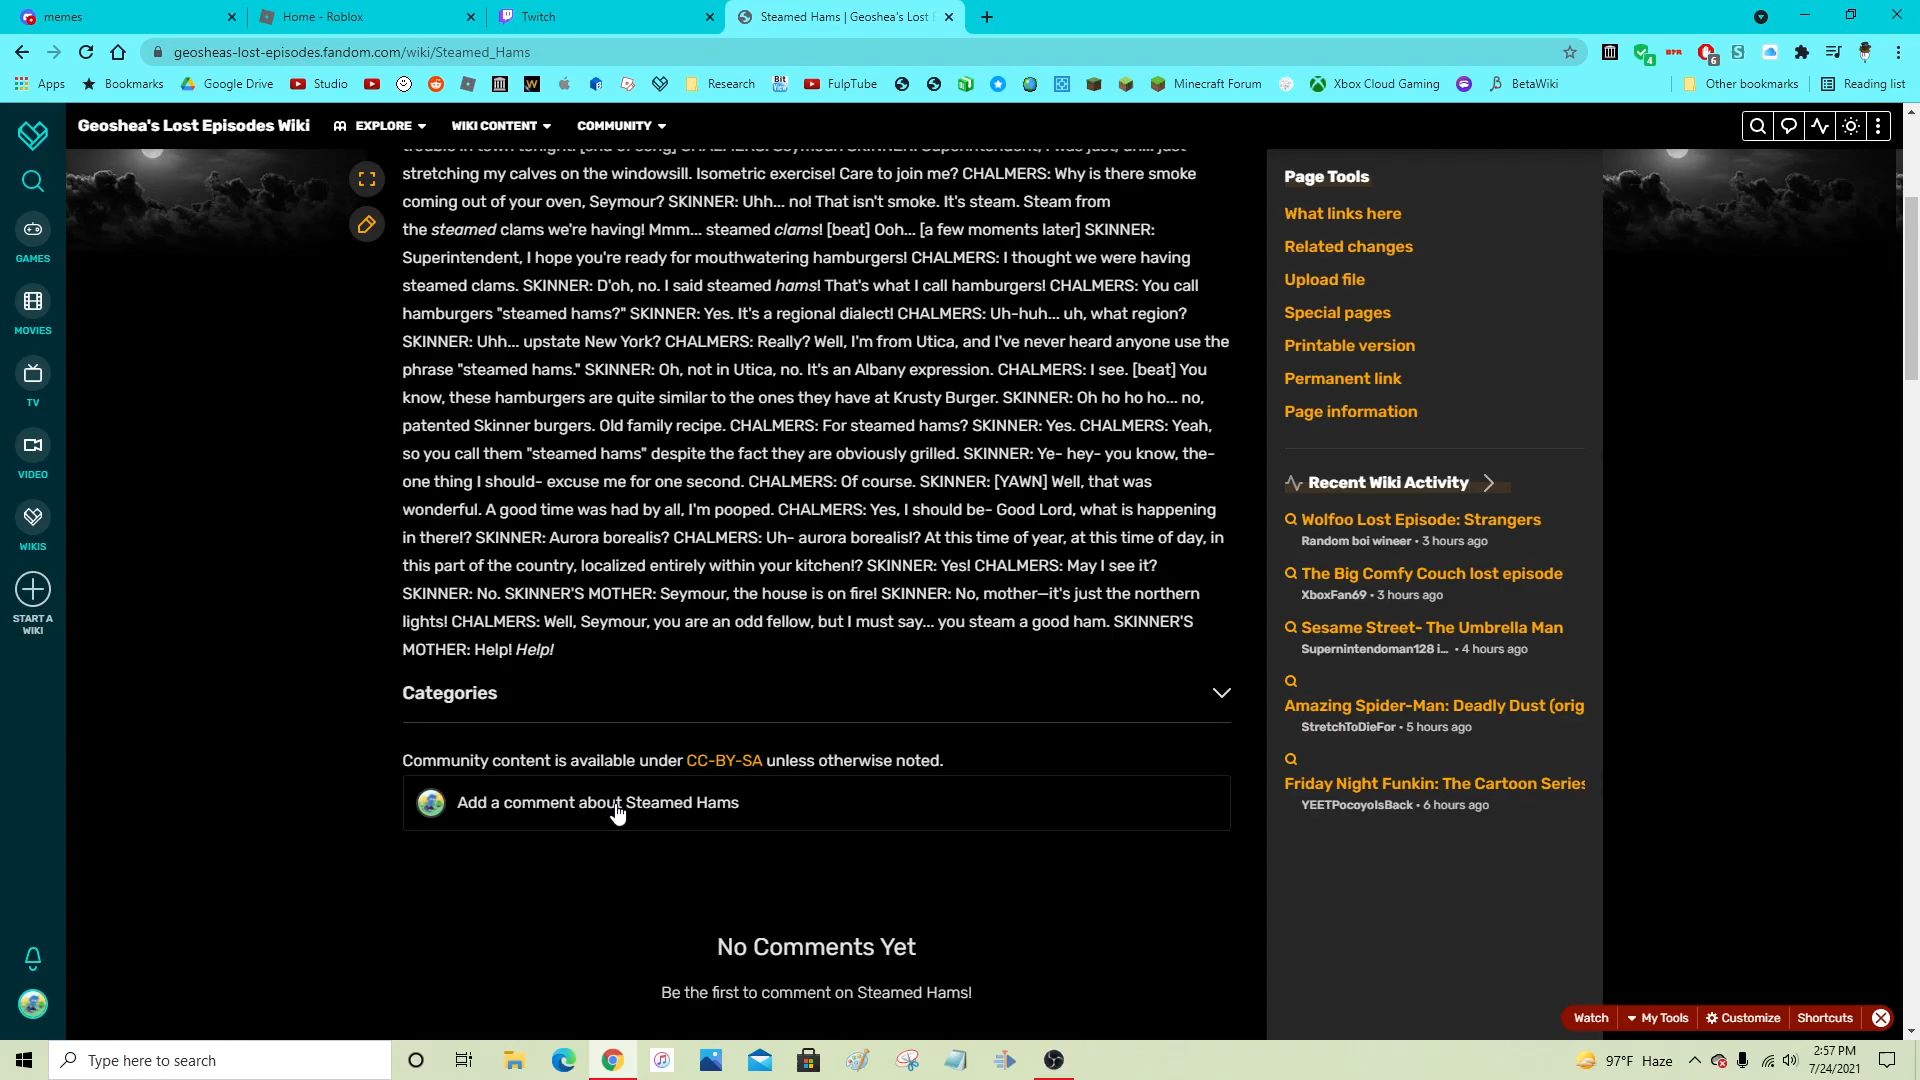 memes
Home - Roblox
Twitch
Steamed Hams | Geoshea's Lost E
geosheas-lost-episodes.fandom.com/wiki/Steamed_Hams
Apps
Bookmarks
Google Drive
Studio
Research
FulpTube
Minecraft Forum
Xbox Cloud Gaming
BetaWiki
Other bookmarks
Reading list
Geoshea's Lost Episodes Wiki
EXPLORE
WIKI CONTENT
COMMUNITY
GAMES
MOVIES
TV
VIDEO
WIKIS
START A
WIKI
trouble in town tonight! [end of song] CHALMERS: Seymour! SKINNER: Superintendent, I was just, uh... just
stretching my calves on the windowsill. Isometric exercise! Care to join me? CHALMERS: Why is there smoke
coming out of your oven, Seymour? SKINNER: Uhh... no! That isn't smoke. It's steam. Steam from
the steamed clams we're having! Mmm... steamed clams! [beat] Ooh... [a few moments later] SKINNER:
Superintendent, I hope you're ready for mouthwatering hamburgers! CHALMERS: I thought we were having
steamed clams. SKINNER: D'oh, no. I said steamed hams! That's what I call hamburgers! CHALMERS: You call
hamburgers "steamed hams?" SKINNER: Yes. It's a regional dialect! CHALMERS: Uh-huh... uh, what region?
SKINNER: Uhh... upstate New York? CHALMERS: Really? Well, I'm from Utica, and I've never heard anyone use the
phrase "steamed hams." SKINNER: Oh, not in Utica, no. It's an Albany expression. CHALMERS: I see. [beat] You
know, these hamburgers are quite similar to the ones they have at Krusty Burger. SKINNER: Oh ho ho ho... no,
patented Skinner burgers. Old family recipe. CHALMERS: For steamed hams? SKINNER: Yes. CHALMERS: Yeah,
so you call them "steamed hams" despite the fact they are obviously grilled. SKINNER: Ye- hey- you know, the-
one thing I should- excuse me for one second. CHALMERS: Of course. SKINNER: [YAWN] Well, that was
wonderful. A good time was had by all, I'm pooped. CHALMERS: Yes, I should be- Good Lord, what is happening
in there!? SKINNER: Aurora borealis? CHALMERS: Uh- aurora borealis!? At this time of year, at this time of day, in
this part of the country, localized entirely within your kitchen!? SKINNER: Yes! CHALMERS: May I see it?
SKINNER: No. SKINNER'S MOTHER: Seymour, the house is on fire! SKINNER: No, mother—it's just the northern
lights! CHALMERS: Well, Seymour, you are an odd fellow, but I must say... you steam a good ham. SKINNER'S
MOTHER: Help! Help!
Categories
Community content is available under CC-BY-SA unless otherwise noted.
Add a comment about Steamed Hams
No Comments Yet
Be the first to comment on Steamed Hams!
Page Tools
What links here
Related changes
Upload file
Special pages
Printable version
Permanent link
Page information
Recent Wiki Activity
Wolfoo Lost Episode: Strangers
Random boi wineer • 3 hours ago
The Big Comfy Couch lost episode
XboxFan69 • 3 hours ago
Sesame Street- The Umbrella Man
Supernintendoman128 i... • 4 hours ago
Amazing Spider-Man: Deadly Dust (orig
StretchToDieFor • 5 hours ago
Friday Night Funkin: The Cartoon Series
YEETPocoyoIsBack • 6 hours ago
Watch
My Tools
Customize
Shortcuts
Type here to search
97°F Haze
2:57 PM
7/24/2021